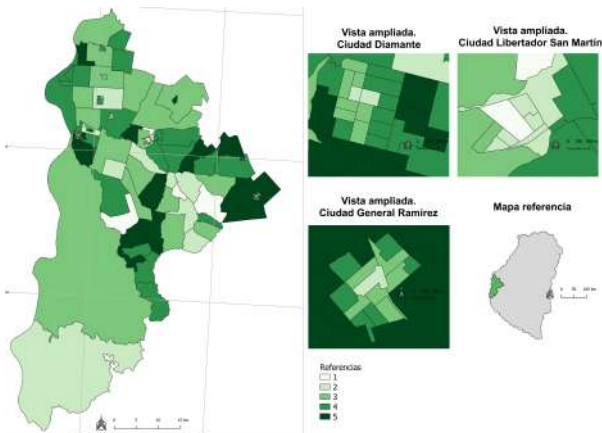 Vista ampliada.
Ciudad Diamante
Vista ampliada.
Ciudad Libertador San Martín
Vista ampliada.
Ciudad General Ramírez
Mapa referencia
Referencias
1
2
3
4
5